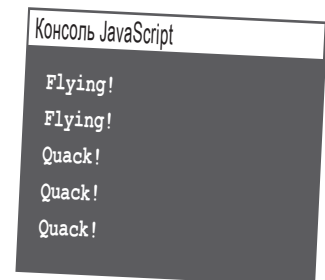 Консоль JavaScript
Flying!
Flying!
Quack!
Quack!
Quack!